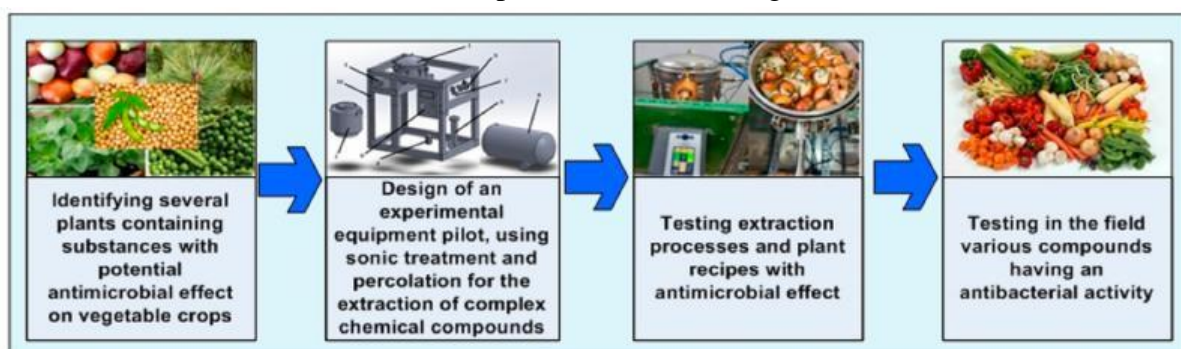 Identifying several
plants containing
substances with
potential
antimicrobial effect
on vegetable crops
Design of an
experimental
equipment pilot, using
sonic treatment and
percolation for the
extraction of complex
chemical compounds
Testing extraction
processes and plant
recipes with
antimicrobial effect
Testing in the field
various compounds
having an
antibacterial activity